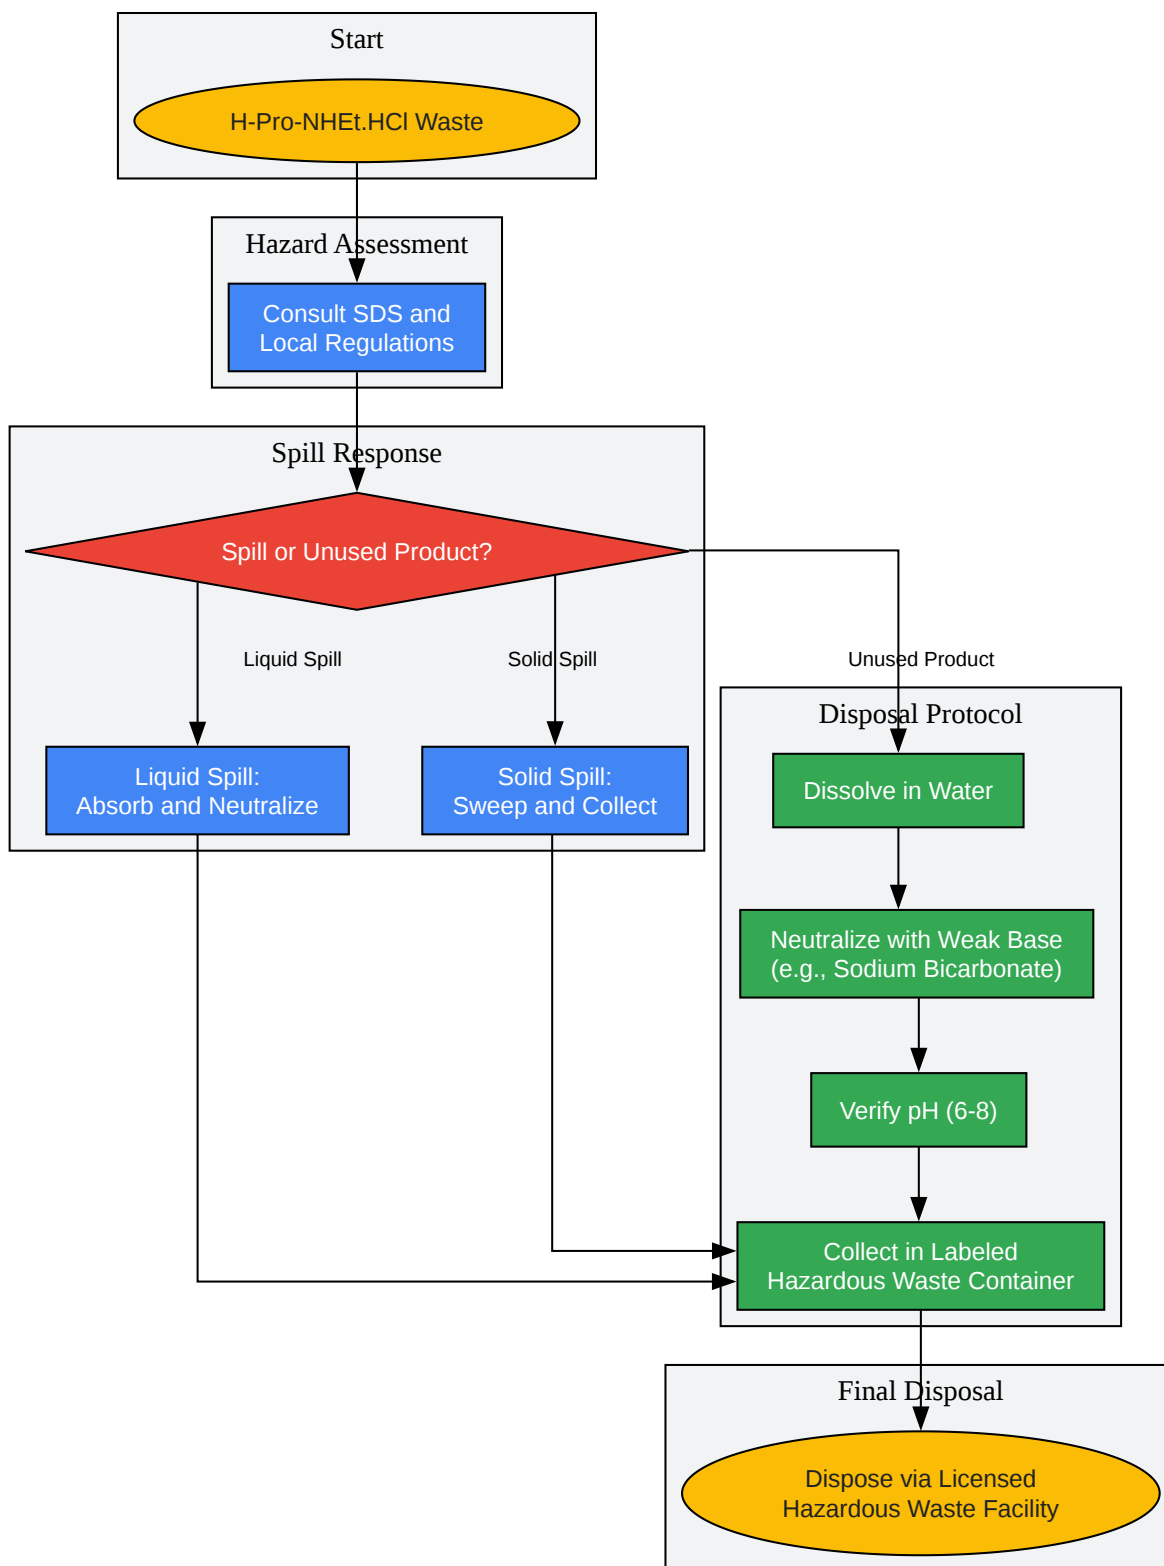 Start
H-Pro-NHEt.HCl Waste
Hazard Assessment
Consult SDS and
Local Regulations
Spill Response
Spill or Unused Product?
Liquid Spill
Solid Spill
Unused Product
Liquid Spill:
Absorb and Neutralize
Solid Spill:
Sweep and Collect
Disposal Protocol
Dissolve in Water
Neutralize with Weak Base
(e.g., Sodium Bicarbonate)
Verify pH (6-8)
Collect in Labeled
Hazardous Waste Container
Final Disposal
Dispose via Licensed
Hazardous Waste Facility